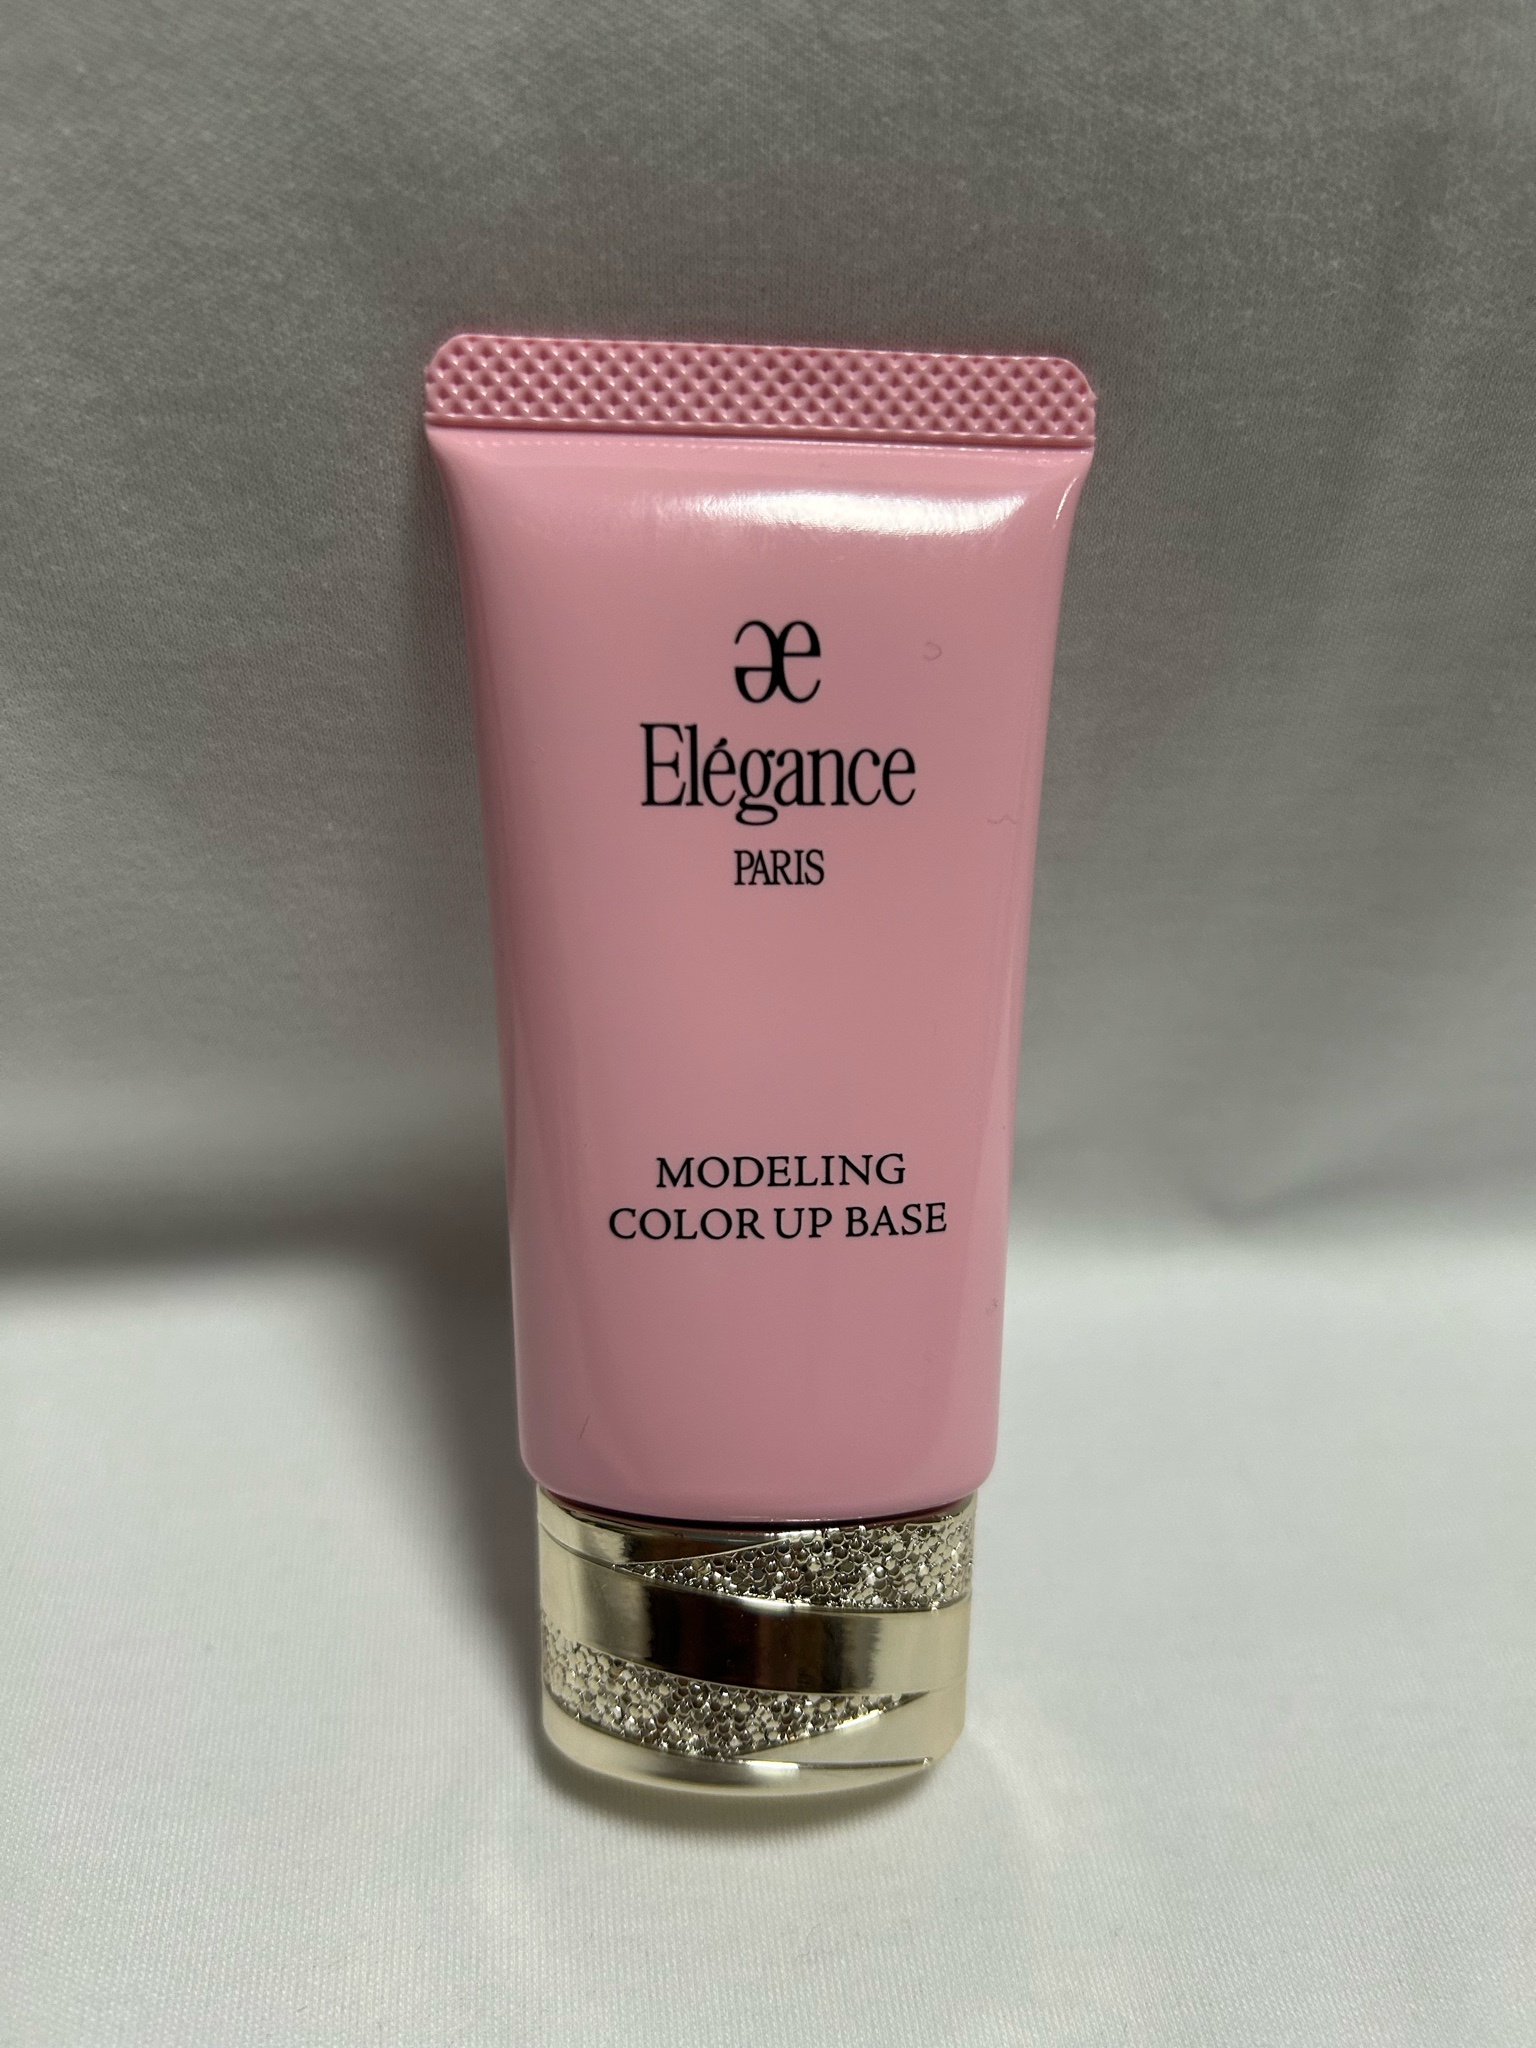 æ
Elégance
PARIS
MODELING
COLOR UP BASE